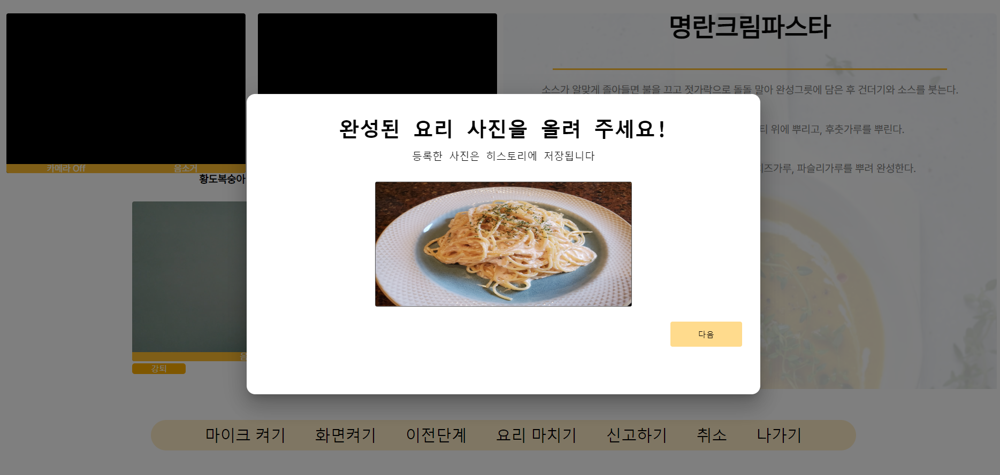 명란크림파스타
소스가 알맞게 졸아들면 불을 끄고 젓가락으로 돌돌 말아 완성그릇에 담은 후 건더기와 소스를 붓는다.
위에 뿌리고, 후춧가루를 뿌린다.
파슬리가루를 뿌려 완성한다.
카메라 Off
음소거
황도복숭아
강퇴
완성된 요리 사진을 올려 주세요!
등록한 사진은 히스토리에 저장됩니다
다음
마이크 켜기 화면켜기 이전단계 요리 마치기 신고하기 취소 나가기